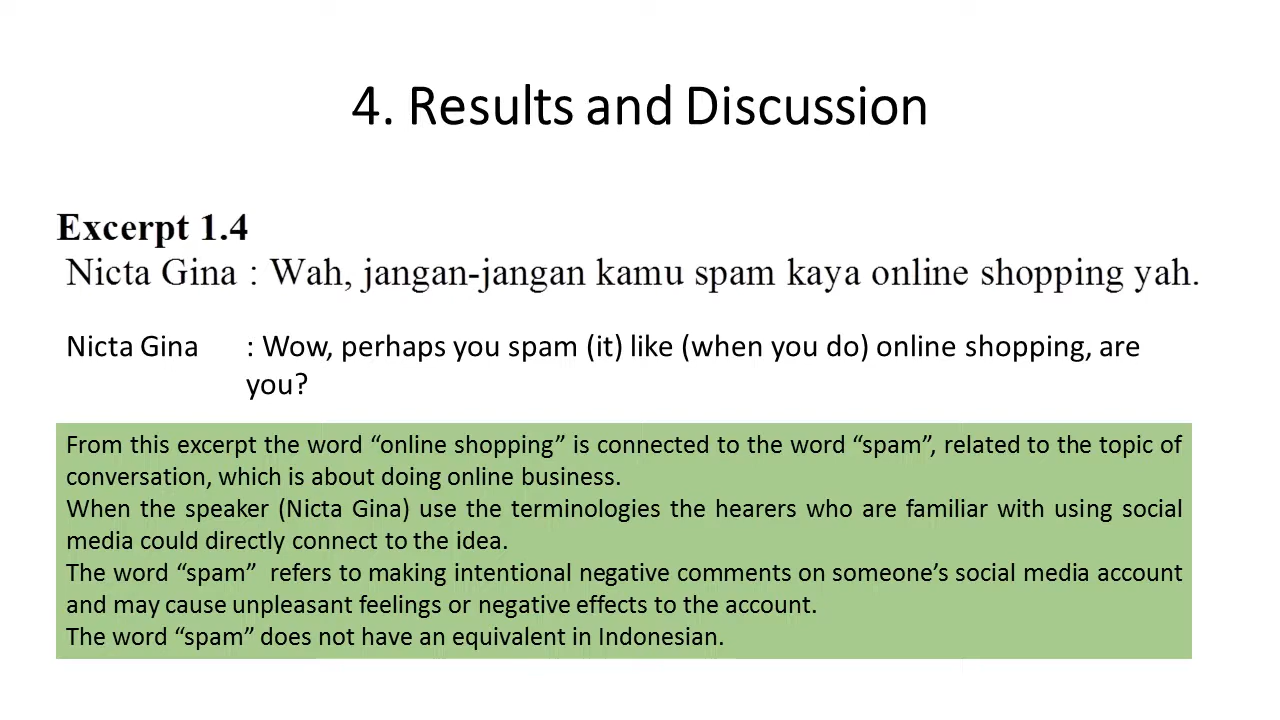 4. Results and Discussion
Excerpt 1.4
Nicta Gina : Wah, jangan-jangan kamu spam kaya online shopping yah.
Nicta Gina : Wow, perhaps you spam (it) like (when you do) online shopping, are
you?
From this excerpt the word “online shopping” is connected to the word “spam”, related to the topic of
conversation, which is about doing online business.
When the speaker (Nicta Gina) use the terminologies the hearers who are familiar with using social
media could directly connect to the idea.
The word “spam” refers to making intentional negative comments on someone’s social media account
and may cause unpleasant feelings or negative effects to the account.
The word “spam” does not have an equivalent in Indonesian.